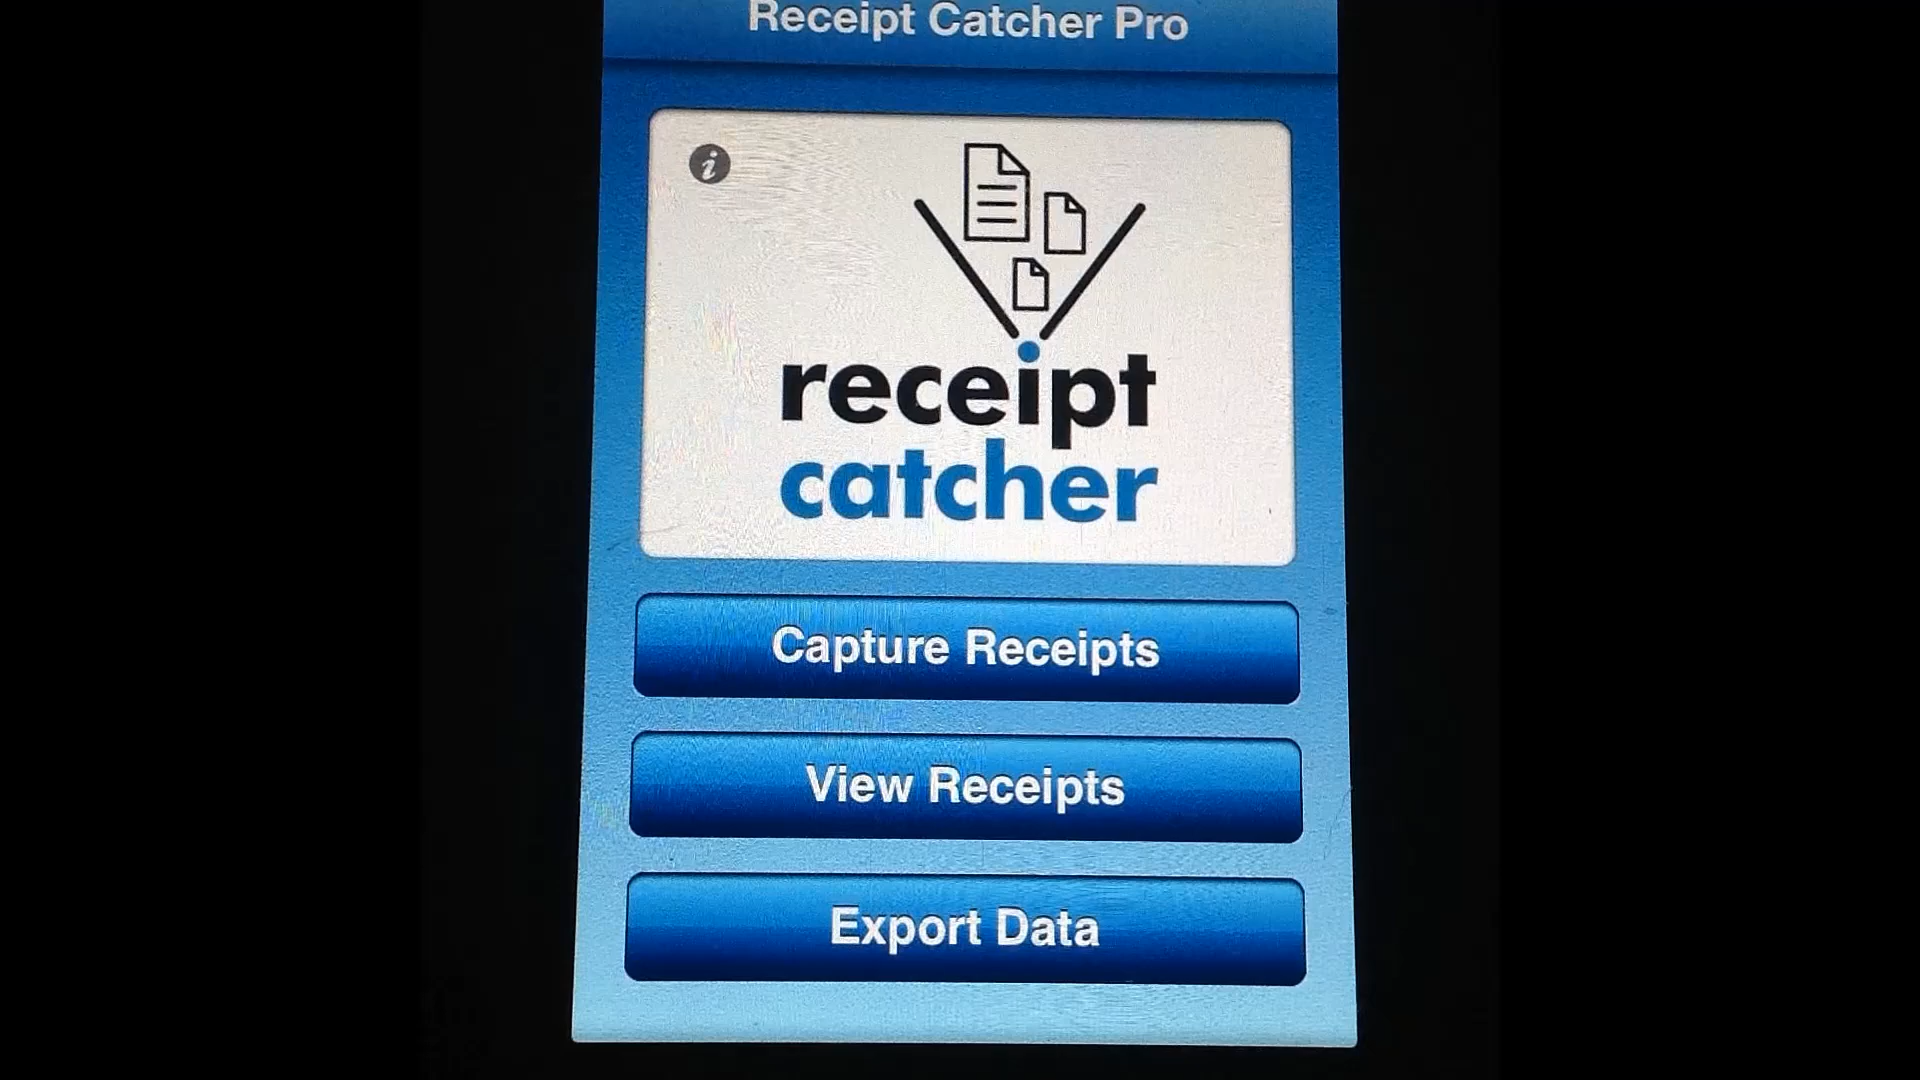 Receipt Catcher Pro
i
receipt
catcher
Capture Receipts
View Receipts
Export Data